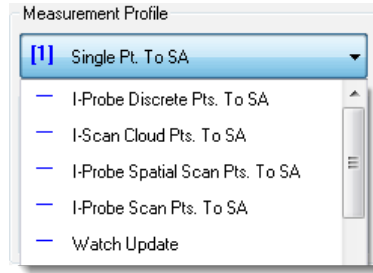 Measurement Profile
[1] Single Pt. To SA
I-Probe Discrete Pts. To SA
I-Scan Cloud Pts. To SA
I-Probe Spatial Scan Pts. To SA
I-Probe Scan Pts. To SA
Watch Update